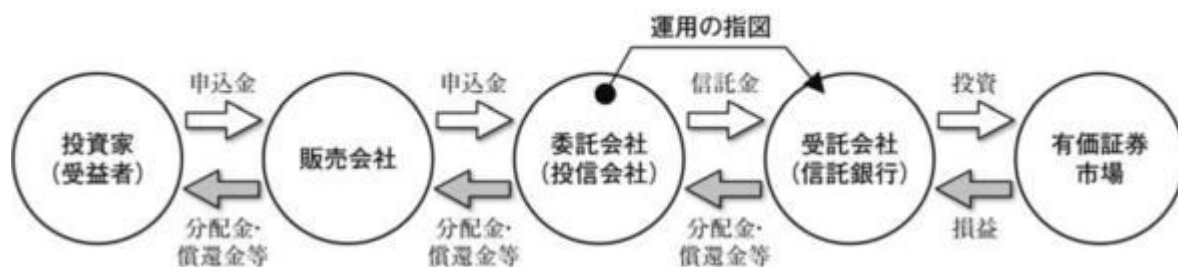 運用の指図
申込金
申込金
信託金
投資
投資家
(受益者)
販売会社
委託会社
(投信会社)
受託会社
(信託銀行)
有価証券
市場
分配金・
償還金等
分配金・
償還金等
分配金・
償還金等
損益